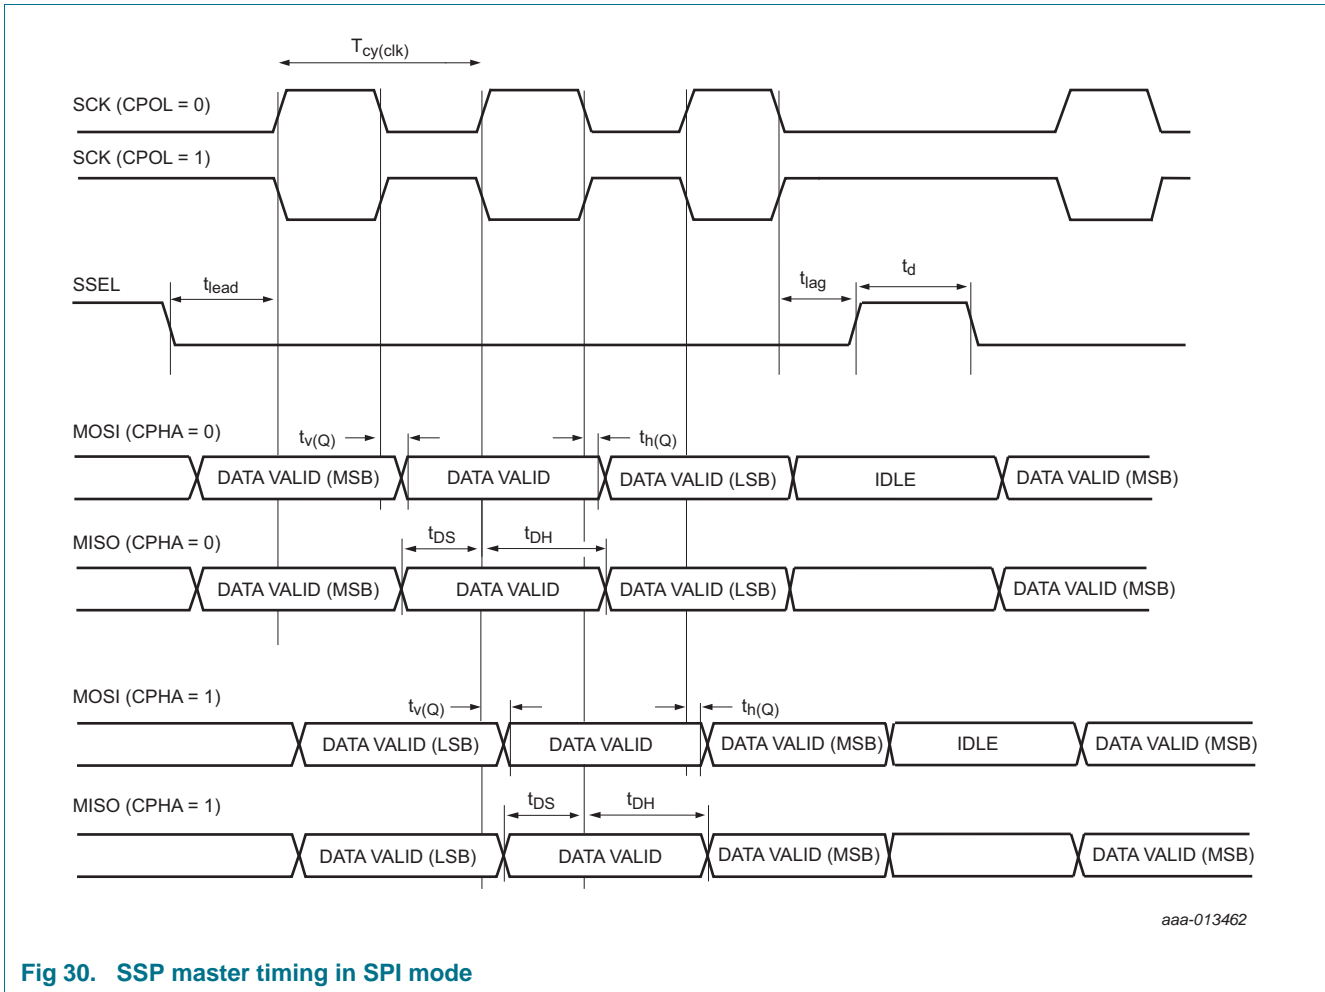 Tcy(clk)
SCK (CPOL = 0)
SCK (CPOL = 1)
SSEL
tlead
tlag
td
MOSI (CPHA = 0)
tv(Q)
th(Q)
DATA VALID (MSB)
DATA VALID
DATA VALID (LSB)
IDLE
DATA VALID (MSB)
MISO (CPHA = 0)
tDS
tDH
DATA VALID (MSB)
DATA VALID
DATA VALID (LSB)
DATA VALID (MSB)
MOSI (CPHA = 1)
tv(Q)
th(Q)
DATA VALID (LSB)
DATA VALID
DATA VALID (MSB)
IDLE
DATA VALID (MSB)
MISO (CPHA = 1)
tDS
tDH
DATA VALID (LSB)
DATA VALID
DATA VALID (MSB)
DATA VALID (MSB)
aaa-013462
Fig 30. SSP master timing in SPI mode